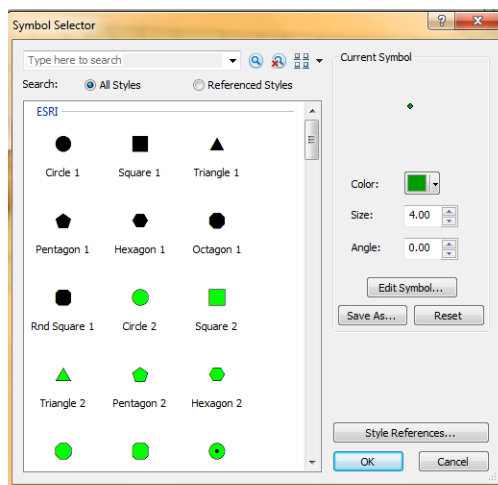 Symbol Selector
Type here to search
Search: All Styles Referenced Styles
ESRI
Circle 1 Square 1 Triangle 1
Pentagon 1 Hexagon 1 Octagon 1
Rnd Square 1 Circle 2 Square 2
Triangle 2 Pentagon 2 Hexagon 2
Current Symbol
Color:
Size: 4.00
Angle: 0.00
Edit Symbol...
Save As... Reset
Style References...
OK Cancel